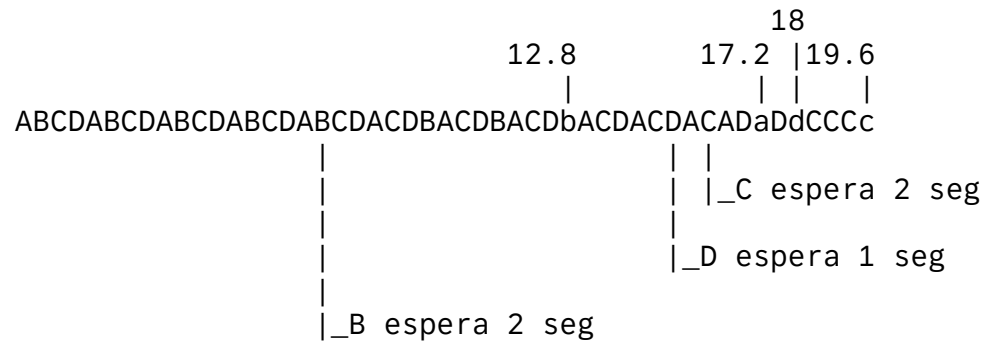 18
12.8 17.2 |19.6
| | | |
ABCDABCDABCDABCDABCDACDBACDBACDbACDACDACADaDdCCCc
| | |
| | |_C espera 2 seg
| |
| |_D espera 1 seg
|
|_B espera 2 seg